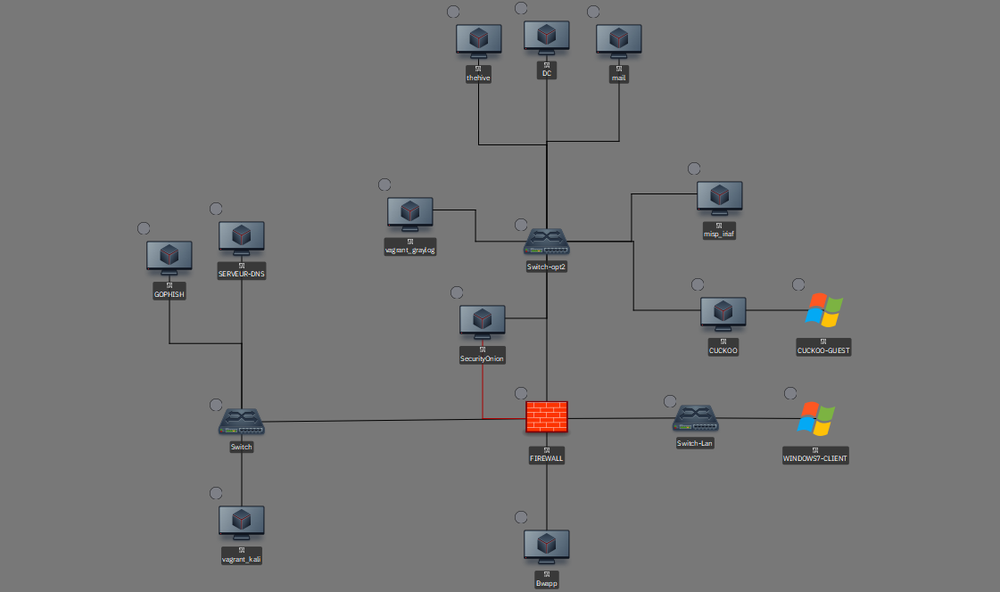 thehive
DC
mail
misp_iriaf
vagrant_graylog
Switch-opt2
SERVEUR-DNS
GOPHISH
SecurityOnion
CUCKOO
CUCKOO-GUEST
Switch
FIREWALL
Switch-Lan
WINDOWS7-CLIENT
vagrant_kali
Bwapp